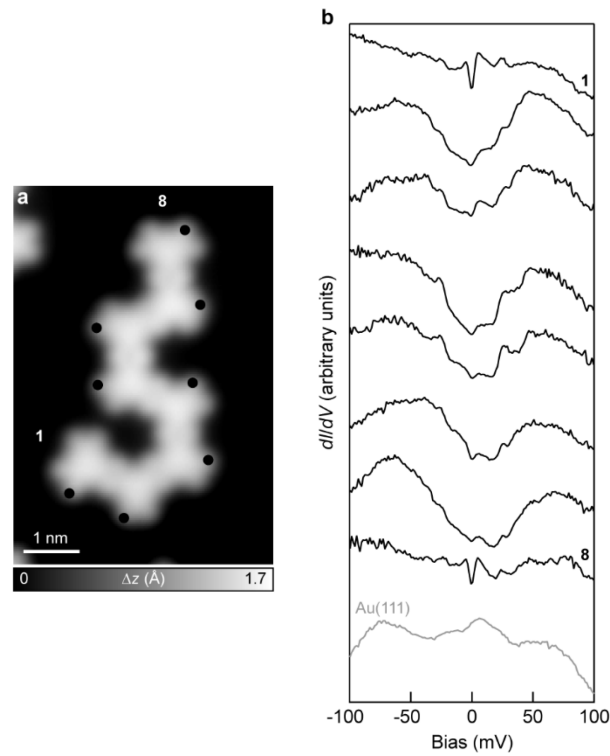 a
8
1
1 nm
0 Δz (Å) 1.7
b
1
8
Au(111)
dI/dV (arbitrary units)
-100 -50 0 50 100
Bias (mV)